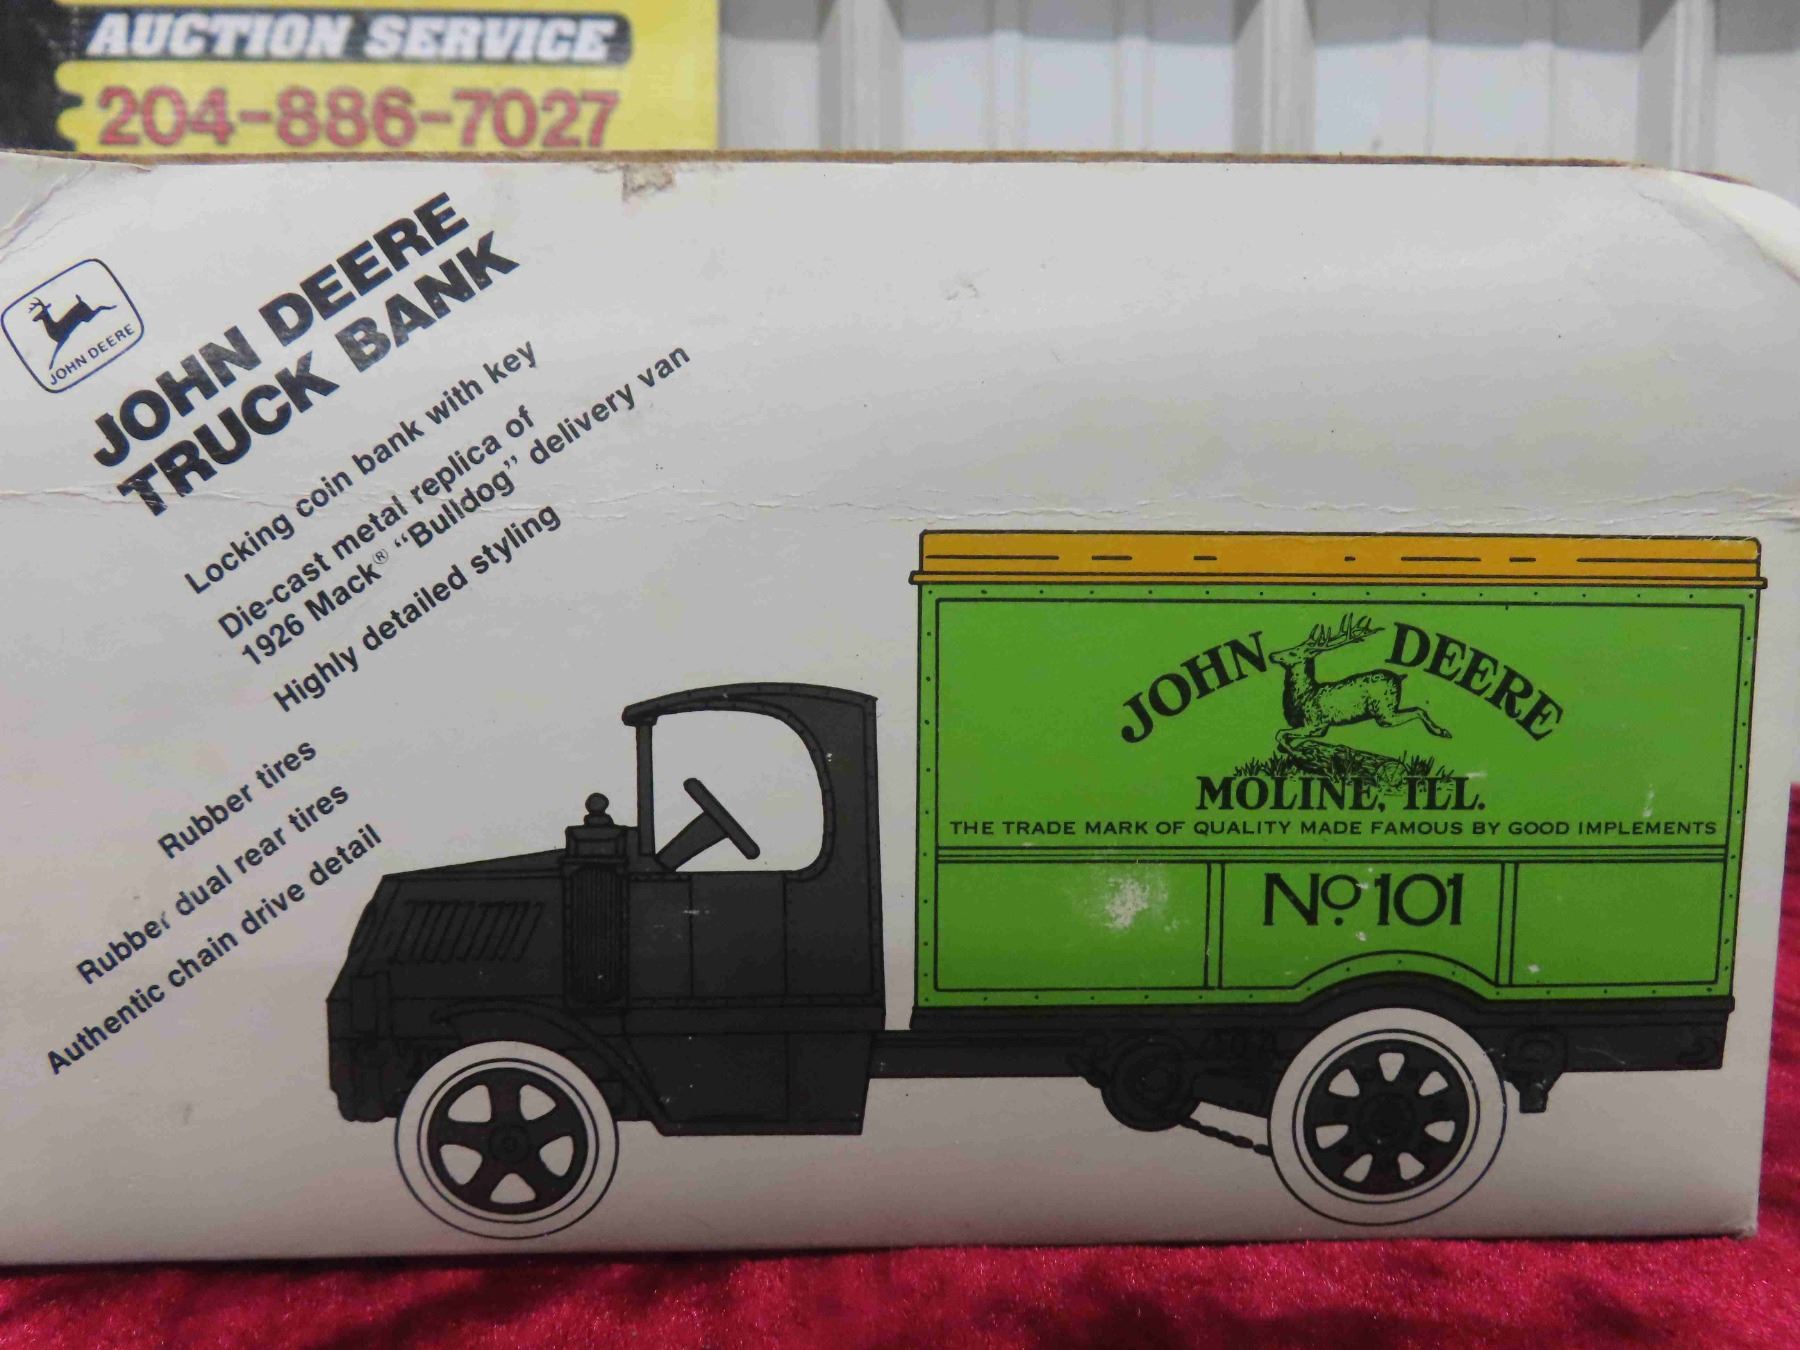 AUCTION SERVICE
204-886-7027
JOHN DEERE
JOHN DEERE
TRUCK BANK
Locking coin bank with key
Die-cast metal replica of
1926 Mack® “Bulldog” delivery van
Highly detailed styling
Rubber tires
Rubber dual rear tires
Authentic chain drive detail
JOHN DEERE
MOLINE, ILL.
THE TRADE MARK OF QUALITY MADE FAMOUS BY GOOD IMPLEMENTS
No. 101